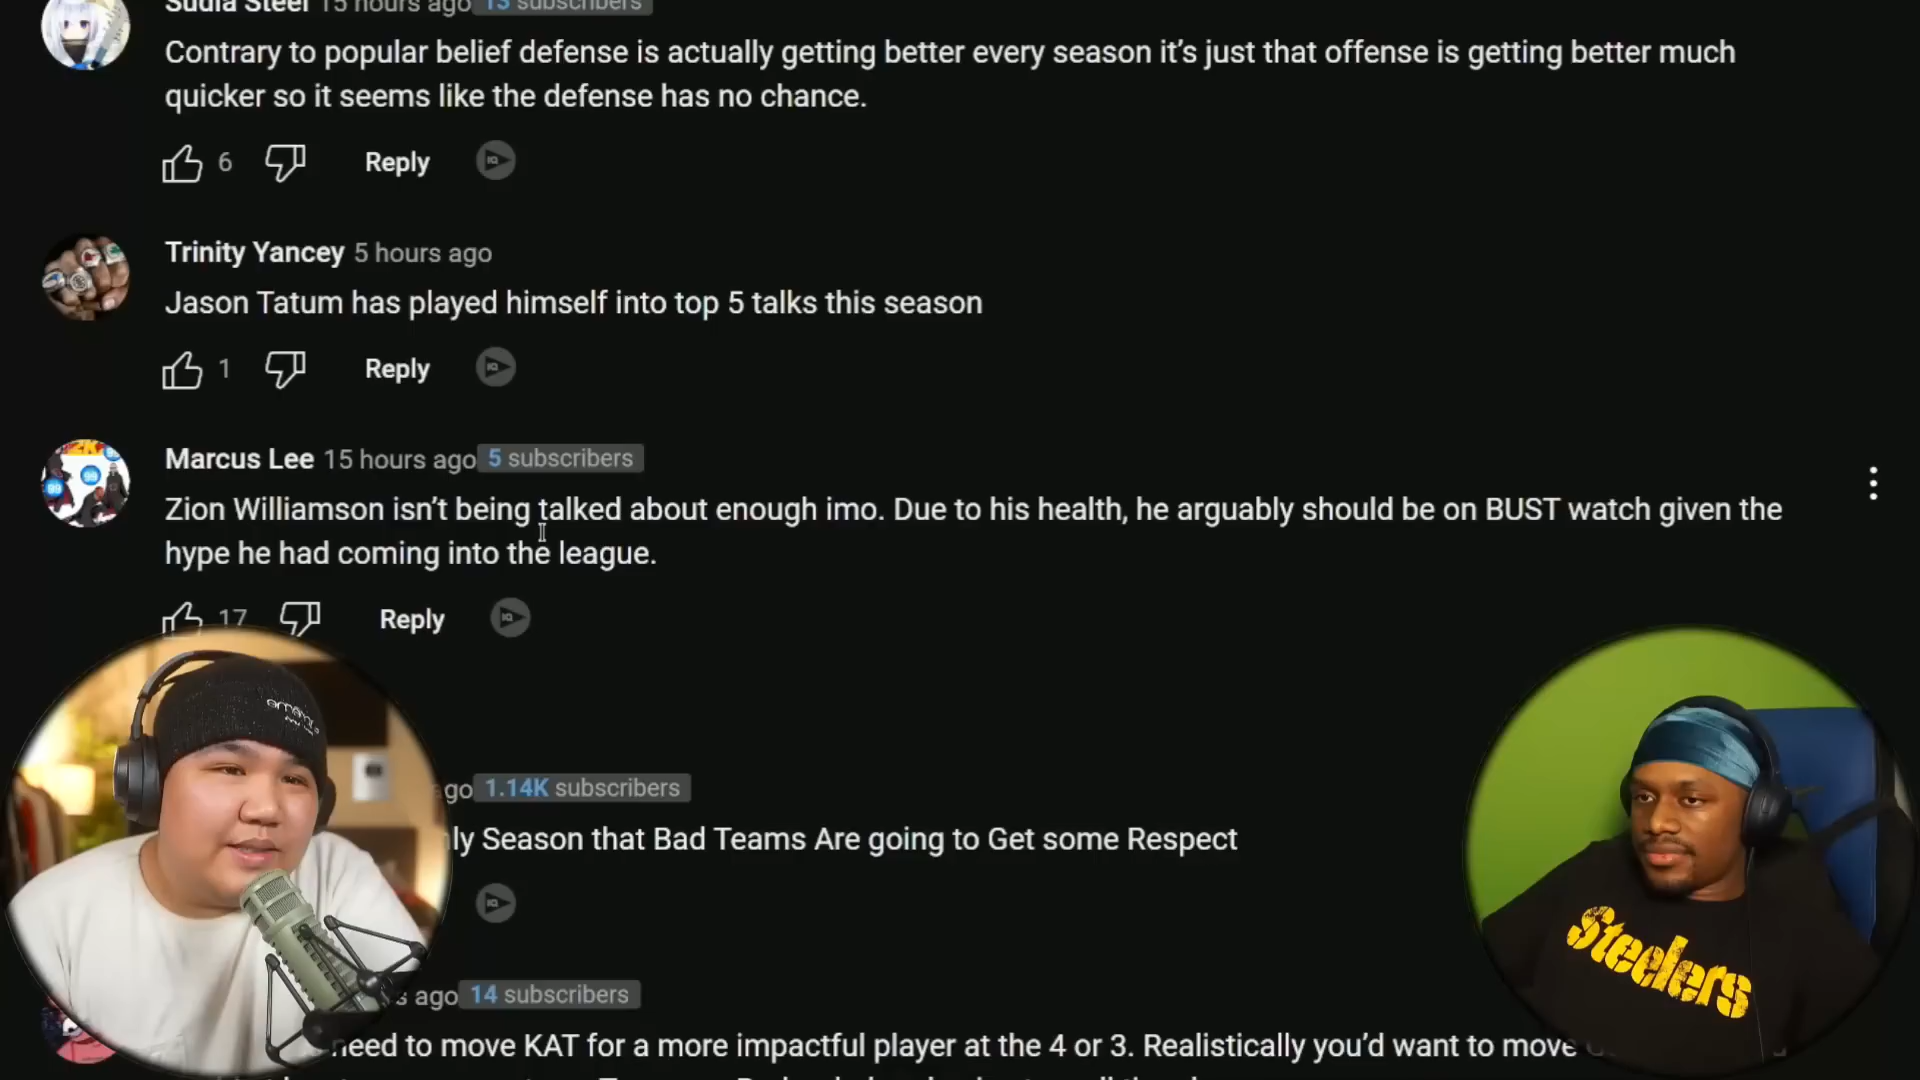 Sudia Steel 15 hours ago 13 subscribers
Contrary to popular belief defense is actually getting better every season it’s just that offense is getting better much
quicker so it seems like the defense has no chance.
6 Reply
Trinity Yancey 5 hours ago
Jason Tatum has played himself into top 5 talks this season
1 Reply
Marcus Lee 15 hours ago 5 subscribers
Zion Williamson isn’t being talked about enough imo. Due to his health, he arguably should be on BUST watch given the
hype he had coming into the league.
17 Reply
go 1.14K subscribers
ly Season that Bad Teams Are going to Get some Respect
s ago 14 subscribers
need to move KAT for a more impactful player at the 4 or 3. Realistically you’d want to move
Steelers